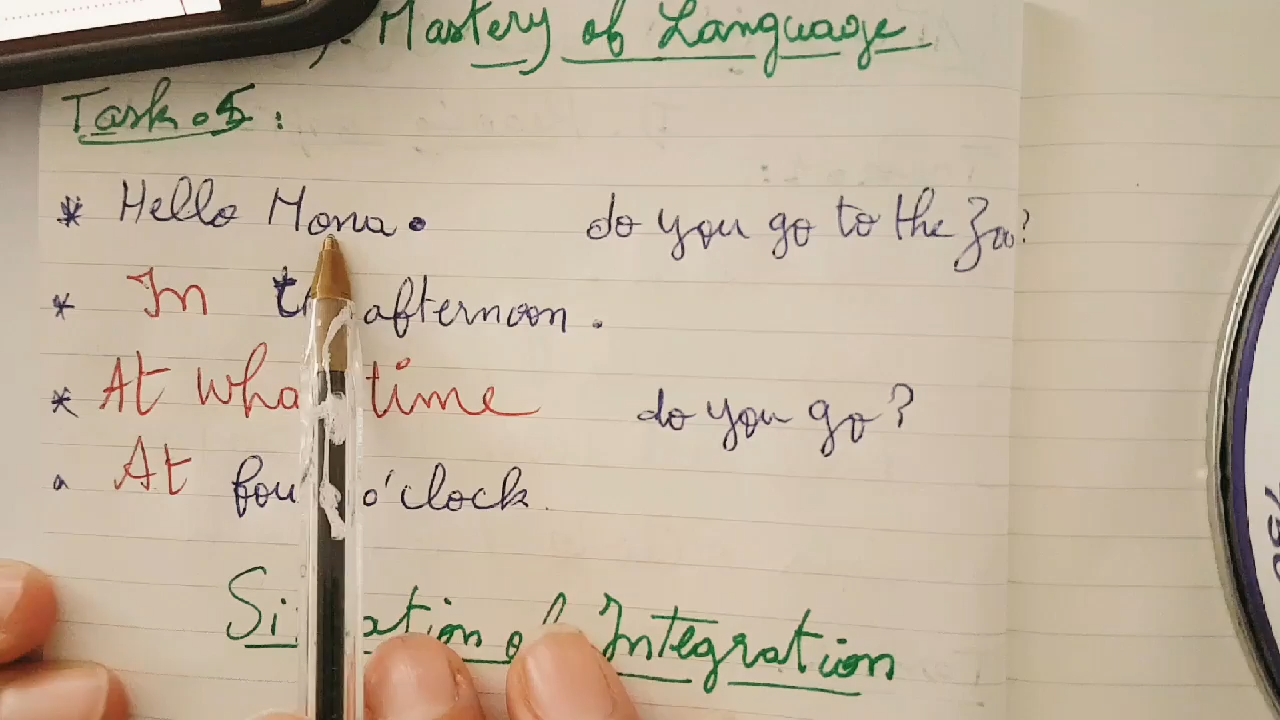 Mastery of Language
Task.5:
* Hello Mona. do you go to the Zoo?
* In afternoon.
* At time do you go?
At o'clock.
of Integration